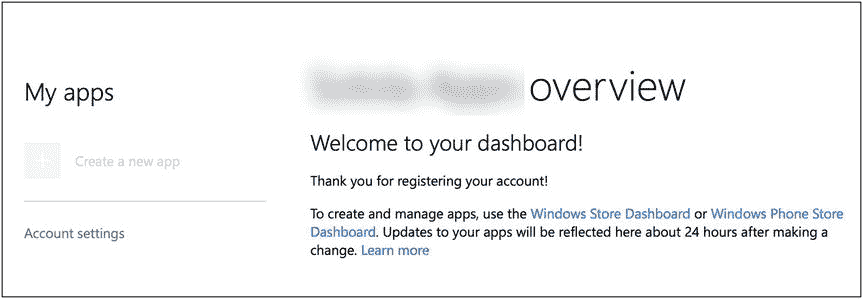 My apps
Create a new app
Account settings
overview
Welcome to your dashboard!
Thank you for registering your account!
To create and manage apps, use the Windows Store Dashboard or Windows Phone Store
Dashboard. Updates to your apps will be reflected here about 24 hours after making a
change. Learn more